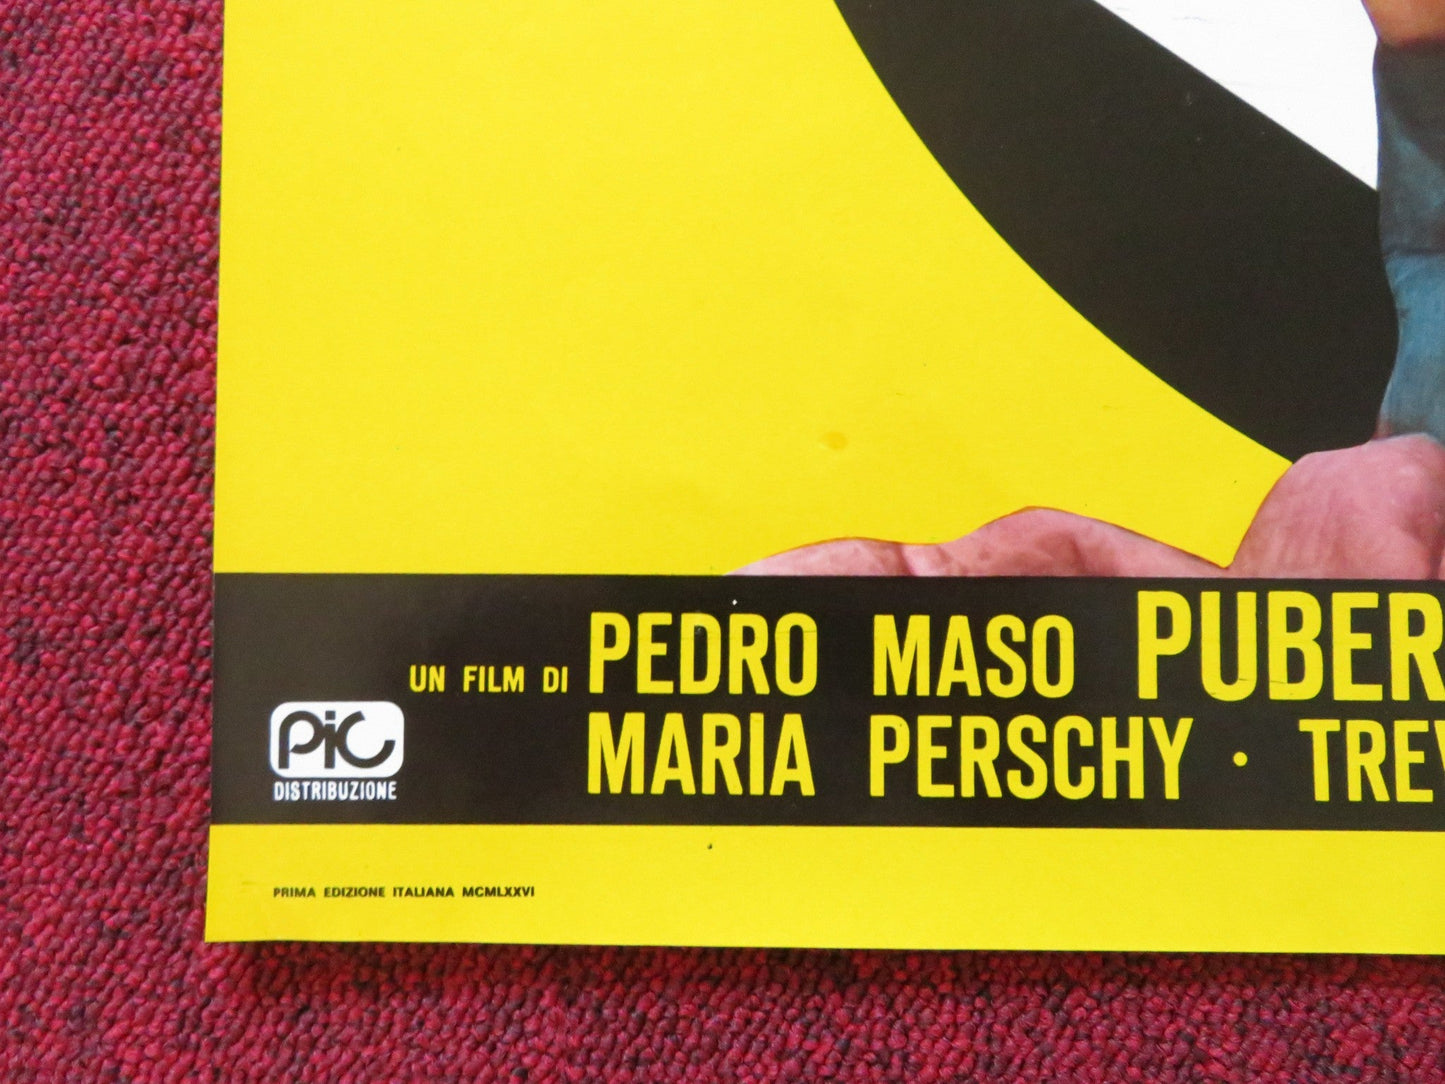 UN FILM DI PEDRO MASO PUBER
MARIA PERSCHY · TREV
PiC
DISTRIBUZIONE
PRIMA EDIZIONE ITALIANA MCMLXXVI